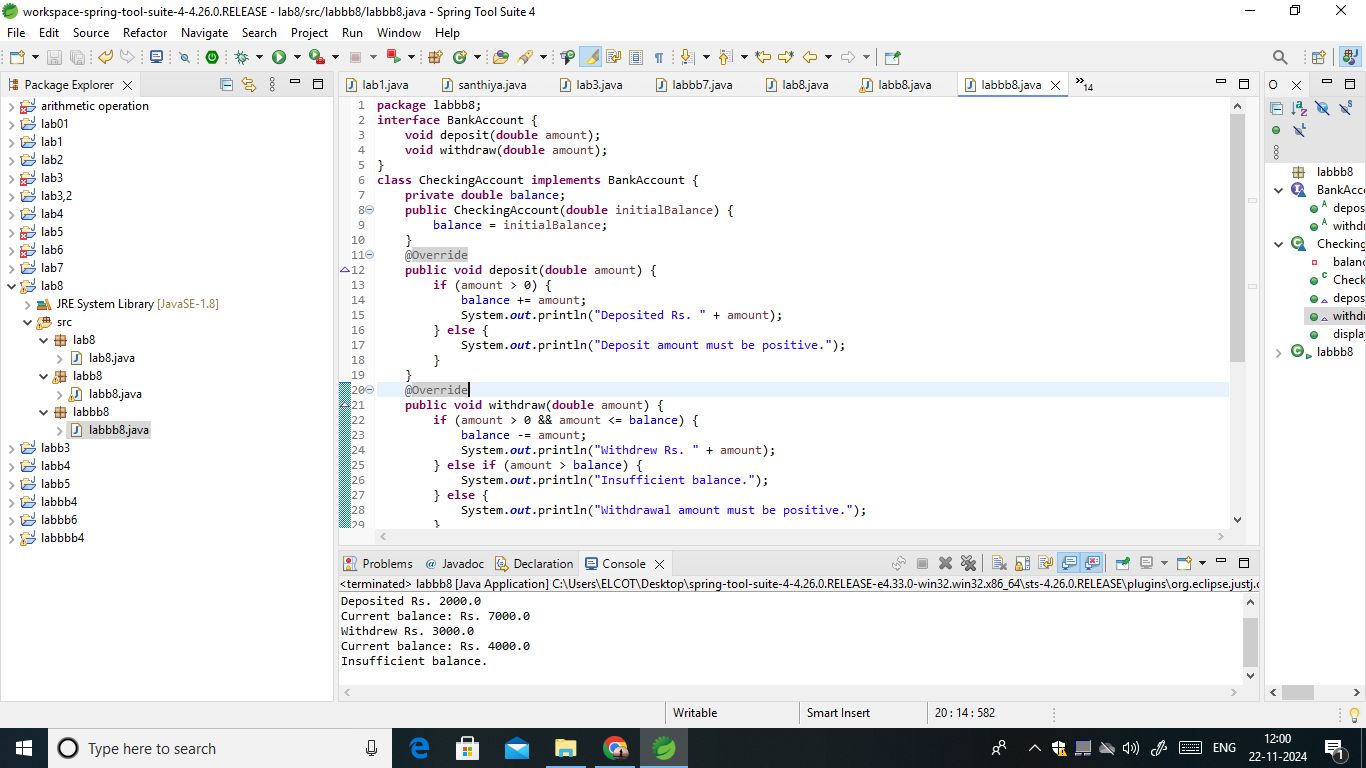 workspace-spring-tool-suite-4-4.26.0.RELEASE - lab8/src/labbb8/labbb8.java - Spring Tool Suite 4
File Edit Source Refactor Navigate Search Project Run Window Help
Package Explorer
arithmetic operation
lab01
lab1
lab2
lab3
lab3,2
lab4
lab5
lab6
lab7
lab8
JRE System Library [JavaSE-1.8]
src
lab8
lab8.java
labb8
labb8.java
labbb8
labbb8.java
labb3
labb4
labb5
labbb4
labbb6
labbbb4
lab1.java santhiya.java lab3.java labbb7.java lab8.java labb8.java labbb8.java 14
1 package labbb8;
2 interface BankAccount {
3 void deposit(double amount);
4 void withdraw(double amount);
5 }
6 class CheckingAccount implements BankAccount {
7 private double balance;
8 public CheckingAccount(double initialBalance) {
9 balance = initialBalance;
10 }
11 @Override
12 public void deposit(double amount) {
13 if (amount > 0) {
14 balance += amount;
15 System.out.println("Deposited Rs. " + amount);
16 } else {
17 System.out.println("Deposit amount must be positive.");
18 }
19 }
20 @Override
21 public void withdraw(double amount) {
22 if (amount > 0 && amount <= balance) {
23 balance -= amount;
24 System.out.println("Withdrew Rs. " + amount);
25 } else if (amount > balance) {
26 System.out.println("Insufficient balance.");
27 } else {
28 System.out.println("Withdrawal amount must be positive.");
29 }
O
labbb8
BankAcc
depos
withdr
Checking
balanc
Check
depos
withdr
display
labbb8
Problems Javadoc Declaration Console
<terminated> labbb8 [Java Application] C:\Users\ELCOT\Desktop\spring-tool-suite-4-4.26.0.RELEASE-e4.33.0-win32.win32.x86_64\sts-4.26.0.RELEASE\plugins\org.eclipse.justj.c
Deposited Rs. 2000.0
Current balance: Rs. 7000.0
Withdrew Rs. 3000.0
Current balance: Rs. 4000.0
Insufficient balance.
Writable Smart Insert 20 : 14 : 582
Type here to search
ENG
12:00
22-11-2024
1